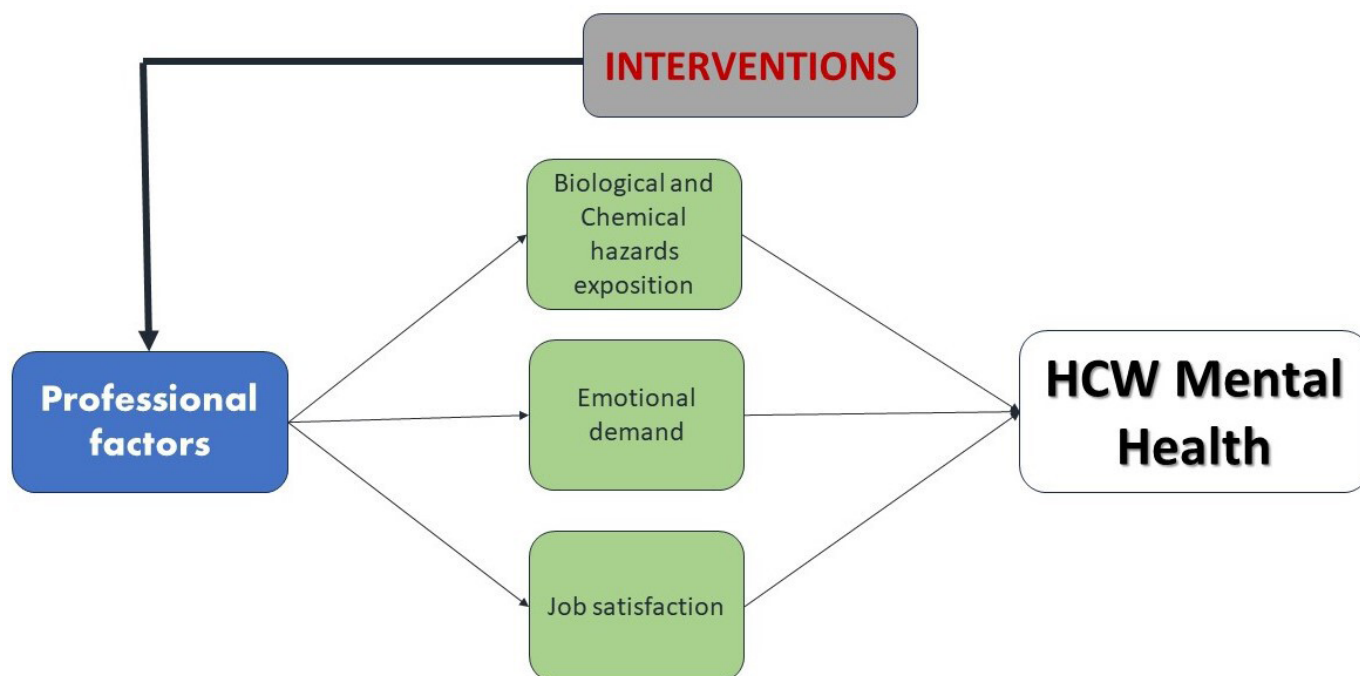 INTERVENTIONS
Biological and
Chemical
hazards
exposition
Professional
factors
Emotional
demand
HCW Mental
Health
Job satisfaction